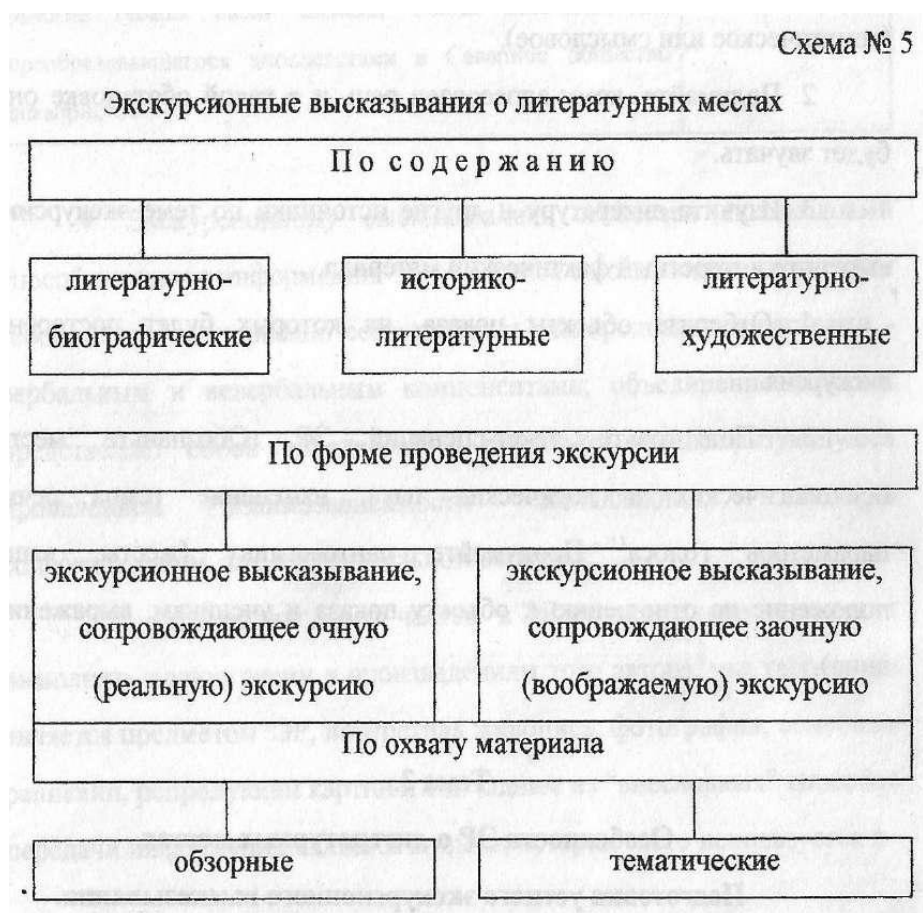 Схема № 5
Экскурсионные высказывания о литературных местах
По содержанию
литературно-
биографические
историко-
литературные
литературно-
художественные
По форме проведения экскурсии
экскурсионное высказывание,
сопровождающее очную
(реальную) экскурсию
экскурсионное высказывание,
сопровождающее заочную
(воображаемую) экскурсию
По охвату материала
обзорные
тематические